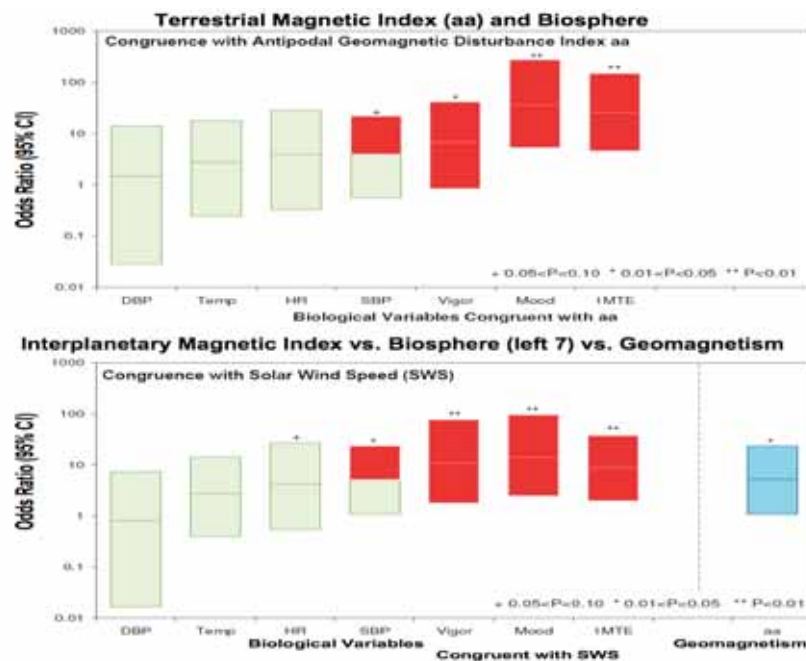 Terrestrial Magnetic Index (aa) and Biosphere
1000
Congruence with Antipodal Geomagnetic Disturbance Index aa
**
**
100
*
+
10
1
0.1
0.01
Odds Ratio (95% CI)
+ 0.05<P<0.10 * 0.01<P<0.05 ** P<0.01
DBP Temp HR SBP Vigor Mood 1MTE
Biological Variables Congruent with aa
Interplanetary Magnetic Index vs. Biosphere (left 7) vs. Geomagnetism
1000
Congruence with Solar Wind Speed (SWS)
100
+ * ** ** ** *
10
1
0.1
0.01
Odds Ratio (95% CI)
+ 0.05<P<0.10 * 0.01<P<0.05 ** P<0.01
DBP Temp HR SBP Vigor Mood 1MTE aa
Biological Variables Geomagnetism
Congruent with SWS